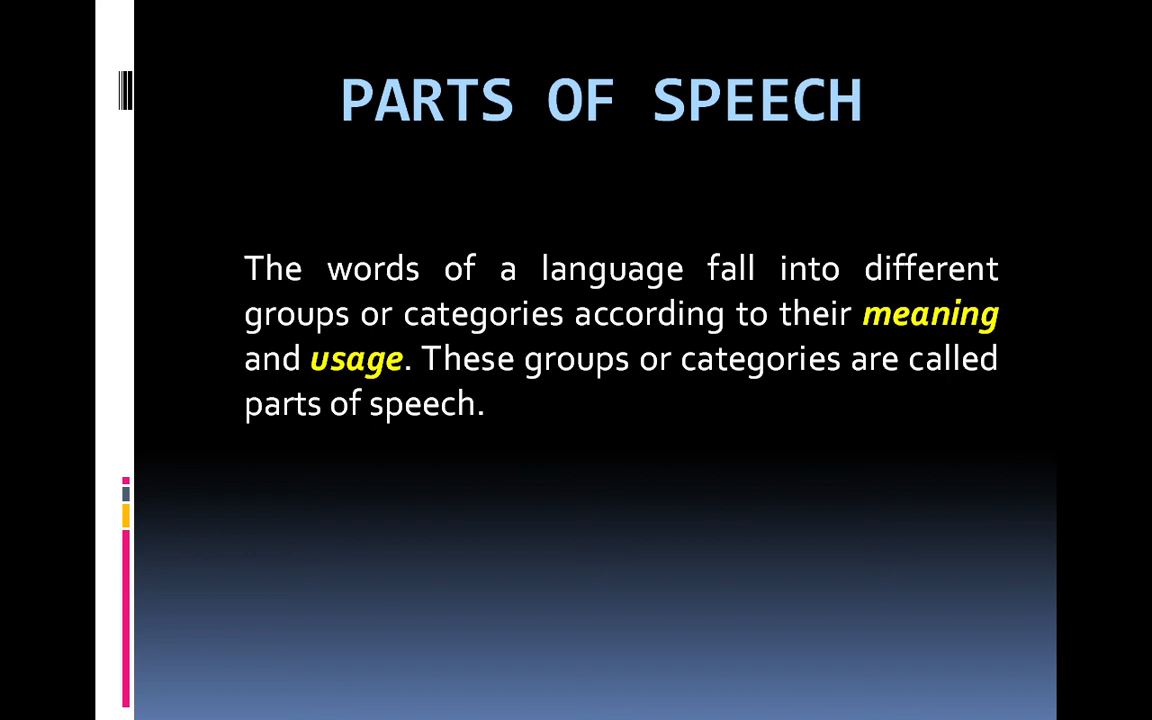 PARTS OF SPEECH
The words of a language fall into different
groups or categories according to their meaning
and usage. These groups or categories are called
parts of speech.